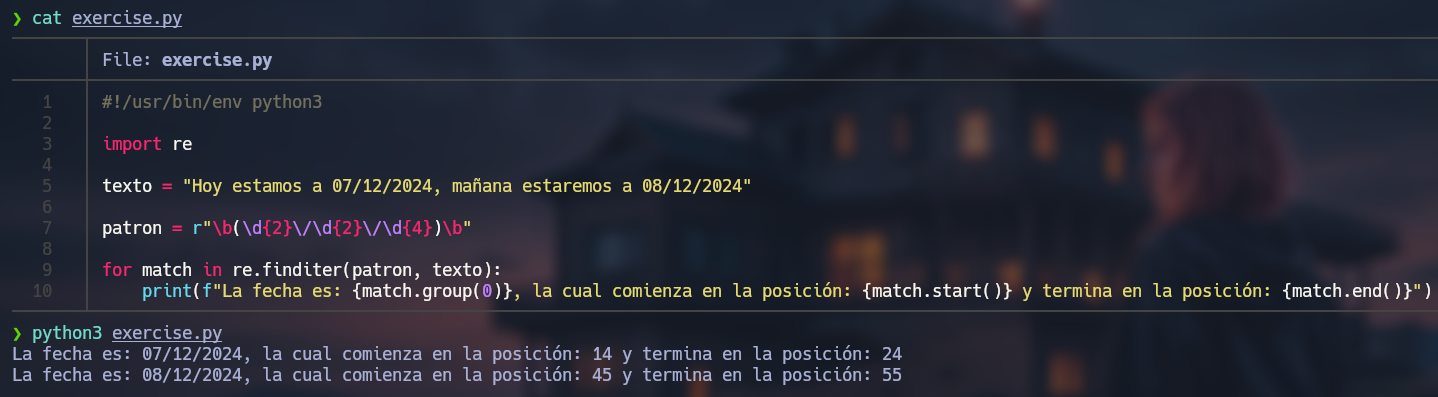 ❯ cat exercise.py
File: exercise.py
1 #!/usr/bin/env python3
2
3 import re
4
5 texto = "Hoy estamos a 07/12/2024, mañana estaremos a 08/12/2024"
6
7 patron = r"\b(\d{2}\/\d{2}\/\d{4})\b"
8
9 for match in re.finditer(patron, texto):
10     print(f"La fecha es: {match.group(0)}, la cual comienza en la posición: {match.start()} y termina en la posición: {match.end()}")
❯ python3 exercise.py
La fecha es: 07/12/2024, la cual comienza en la posición: 14 y termina en la posición: 24
La fecha es: 08/12/2024, la cual comienza en la posición: 45 y termina en la posición: 55